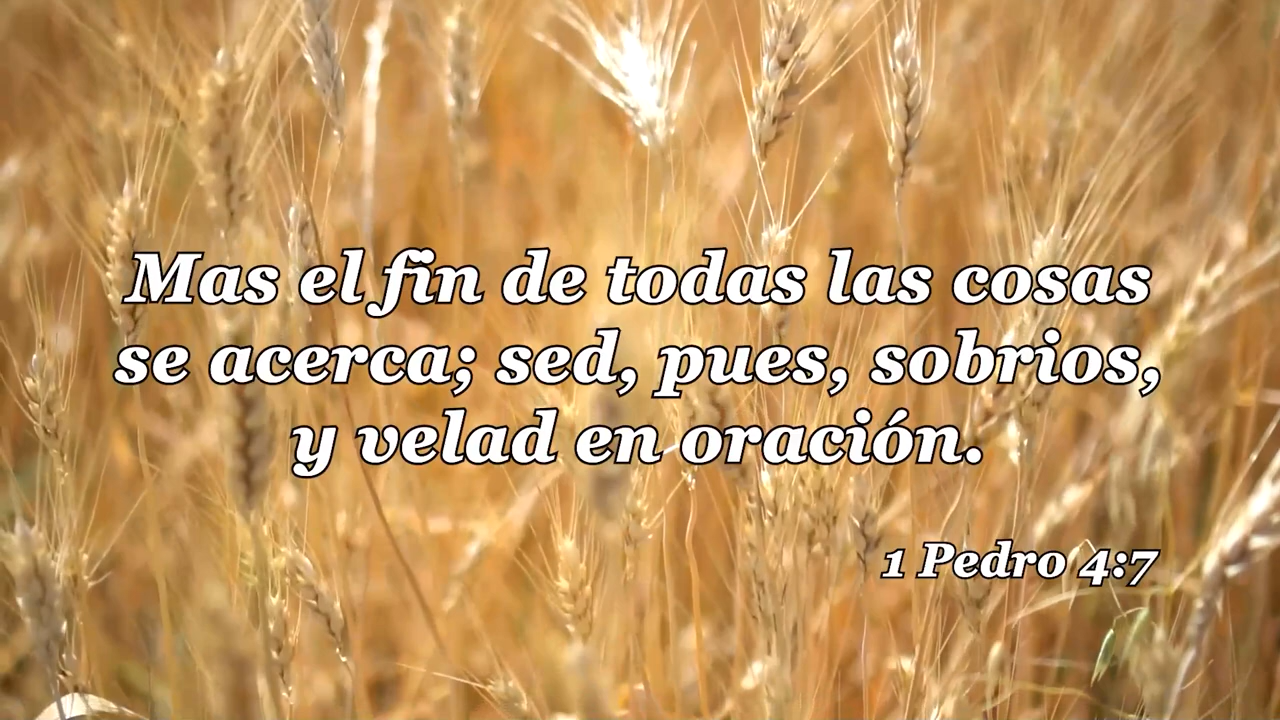 Mas el fin de todas las cosas
se acerca; sed, pues, sobrios,
y velad en oración.
1 Pedro 4:7